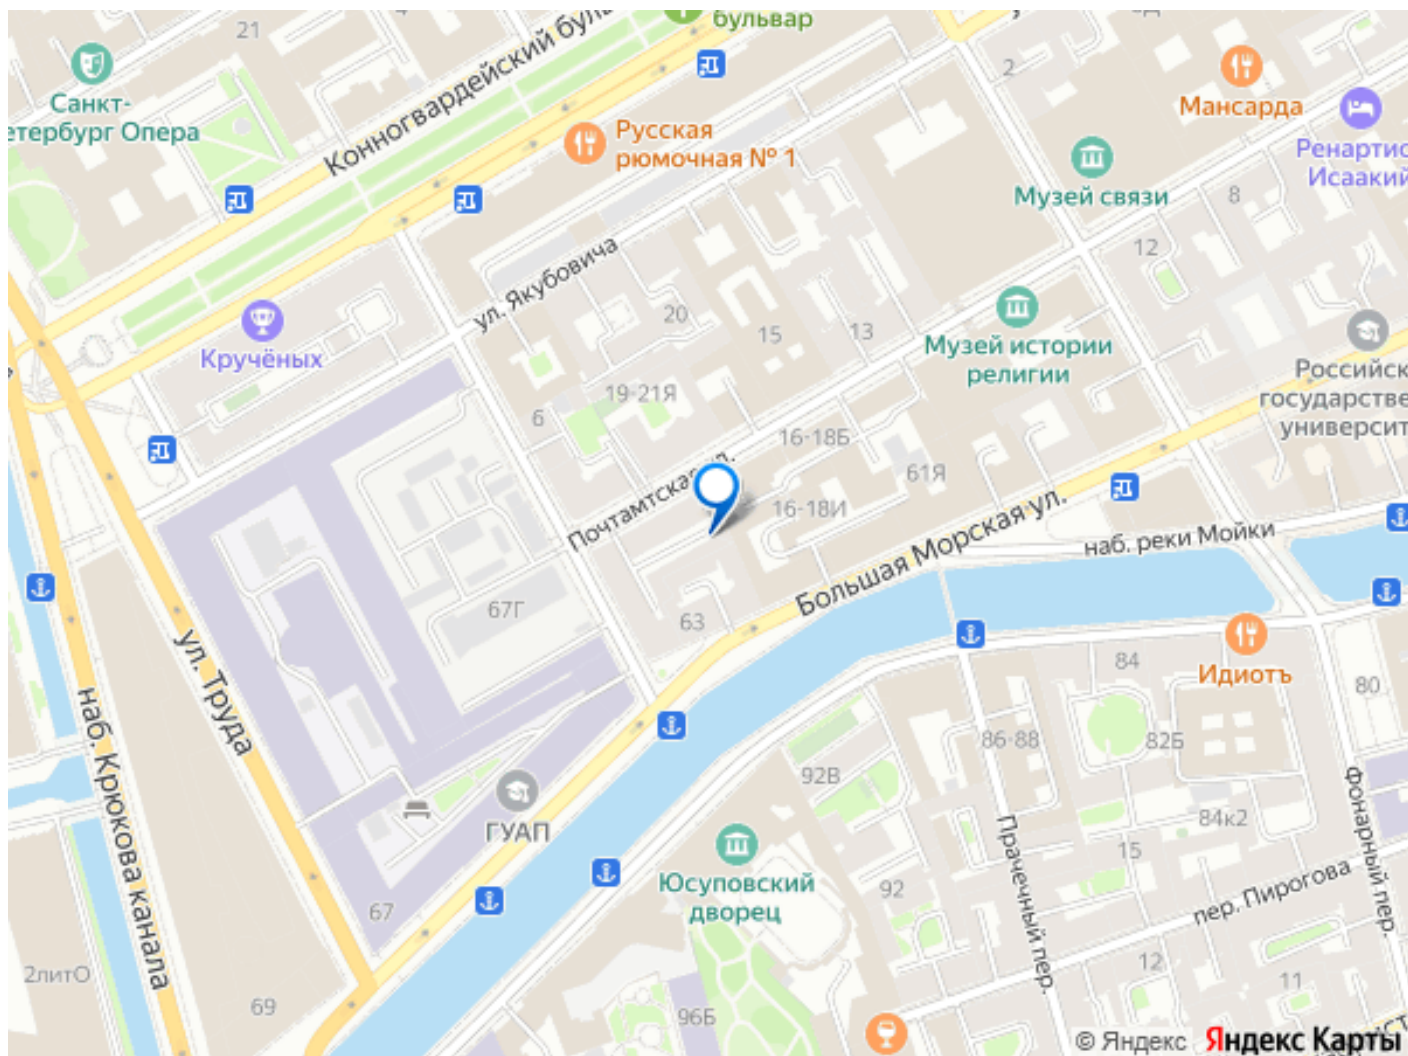 21
Конногвардейский буль
бульвар
4
2
Санкт-
етербург Опера
Русская
рюмочная № 1
Мансарда
Ренартис
Исаакий
Музей связи
8
12
ул. Якубовича
20
15
13
Кручёных
Музей истории
религии
Российск
государстве
университ
19-21Я
6
16-18Б
Почтамтская ул.
61Я
16-18И
Большая Морская ул.
наб. реки Мойки
67Г
63
ул. Труда
наб. Крюкова канала
84
Идиотъ
80
86-88
82Б
92В
Фонарный пер.
84к2
ГУАП
Прачечный пер.
15
Юсуповский
дворец
92
пер. Пирогова
67
12
11
2литО
69
96Б
© Яндекс Яндекс Карты